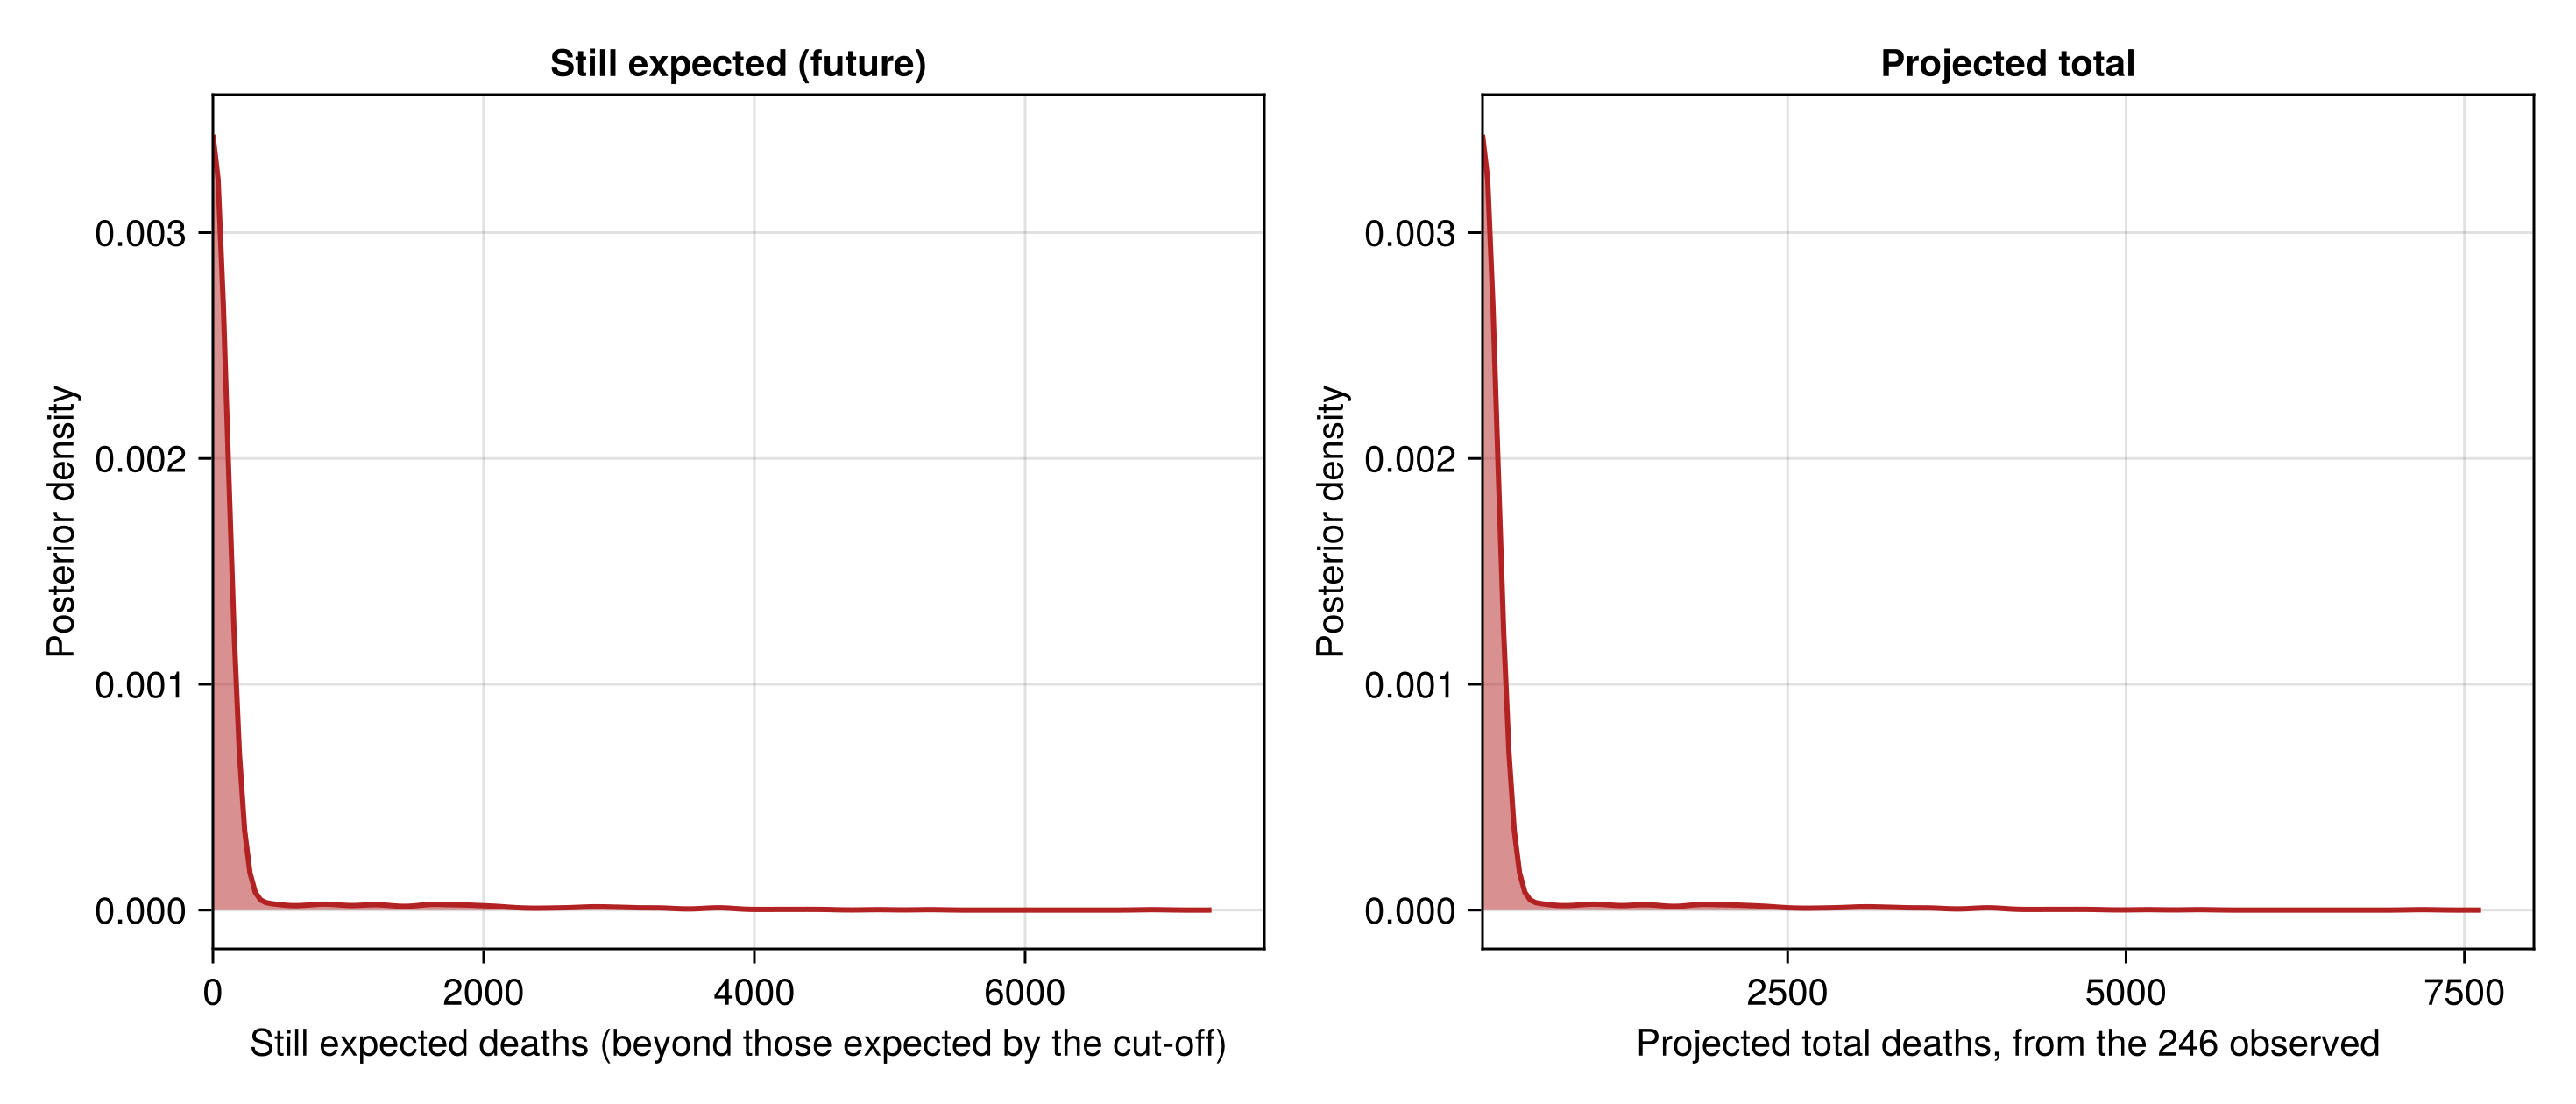 Still expected (future)
Posterior density
0.003
0.002
0.001
0.000
0 2000 4000 6000
Still expected deaths (beyond those expected by the cut-off)
Projected total
Posterior density
0.003
0.002
0.001
0.000
2500 5000 7500
Projected total deaths, from the 246 observed